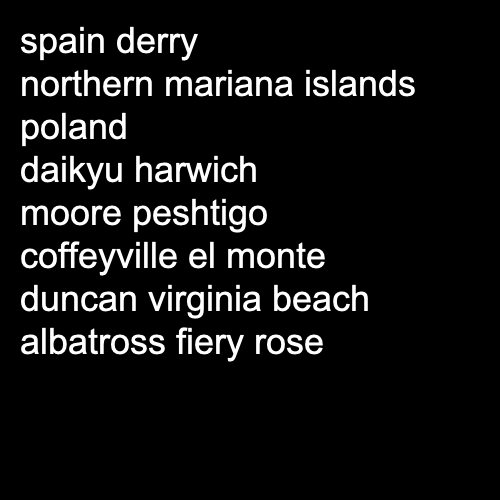 spain derry
northern mariana islands
poland
daikyu harwich
moore peshtigo
coffeyville el monte
duncan virginia beach
albatross fiery rose